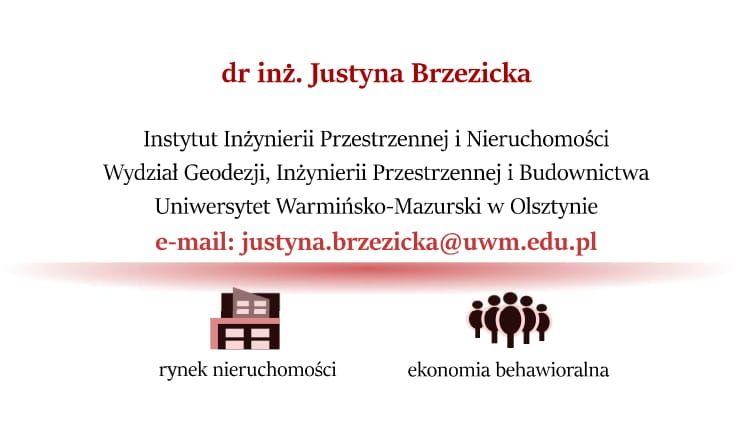 dr inż. Justyna Brzezicka
Instytut Inżynierii Przestrzennej i Nieruchomości
Wydział Geodezji, Inżynierii Przestrzennej i Budownictwa
Uniwersytet Warmińsko-Mazurski w Olsztynie
e-mail: justyna.brzezicka@uwm.edu.pl
rynek nieruchomości
ekonomia behawioralna